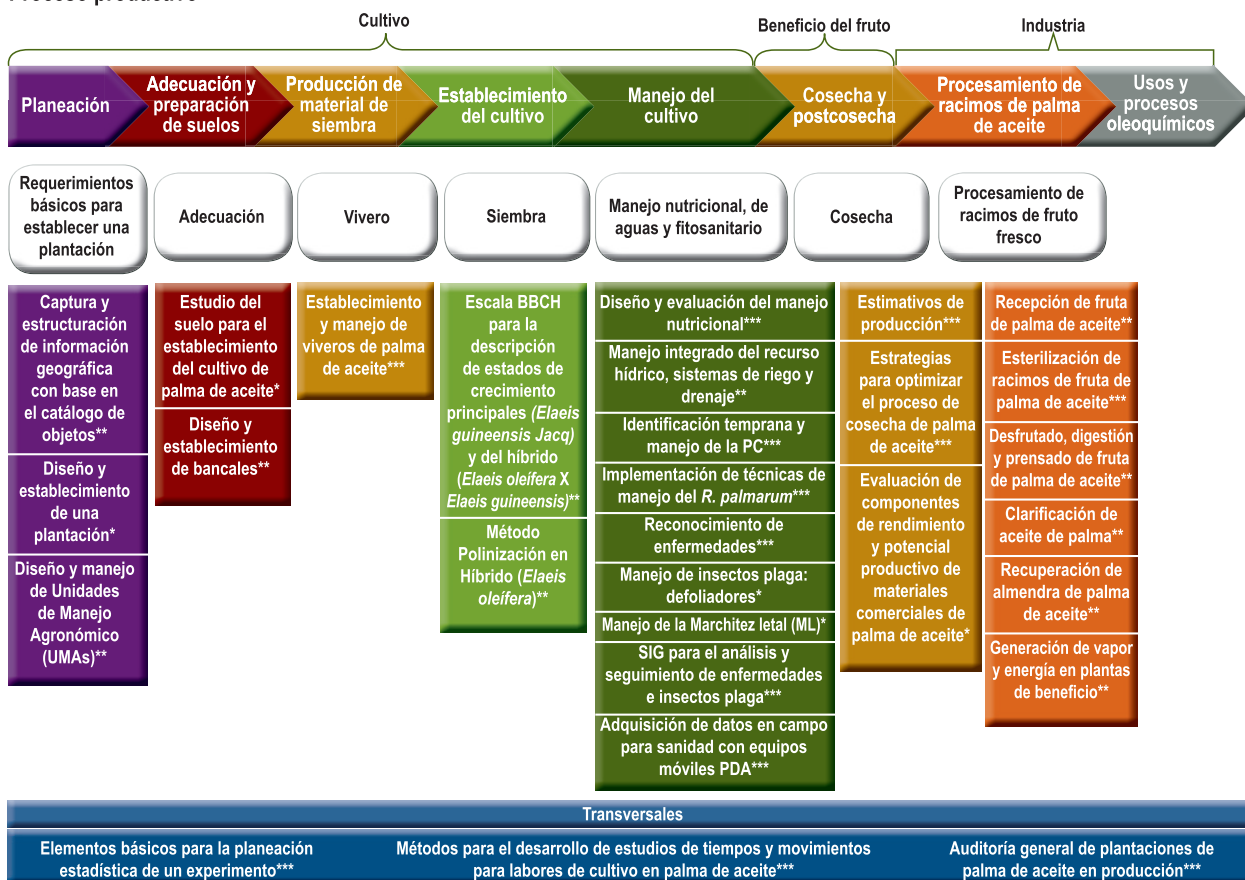 Cultivo
Beneficio del fruto
Industria
Planeación
Adecuación y
preparación
de suelos
Producción de
material de
siembra
Establecimiento
del cultivo
Manejo del
cultivo
Cosecha y
postcosecha
Procesamiento de
racimos de palma
de aceite
Usos y
procesos
oleoquímicos
Requerimientos
básicos para
establecer una
plantación
Adecuación
Vivero
Siembra
Manejo nutricional, de
aguas y fitosanitario
Cosecha
Procesamiento de
racimos de fruto
fresco
Captura y
estructuración
de información
geográfica
con base en
el catálogo de
objetos**
Diseño y
establecimiento
de una
plantación*
Diseño y manejo
de Unidades
de Manejo
Agronómico
(UMAs)**
Estudio del
suelo para el
establecimiento
del cultivo de
palma de aceite*
Diseño y
establecimiento
de bancales**
Establecimiento
y manejo de
viveros de palma
de aceite***
Escala BBCH
para la
descripción
de estados de
crecimiento
principales (Elaeis
guineensis Jacq)
y del híbrido
(Elaeis oleífera X
Elaeis guineensis)**
Método
Polinización en
Híbrido (Elaeis
oleífera)**
Diseño y evaluación del manejo
nutricional***
Manejo integrado del recurso
hídrico, sistemas de riego y
drenaje**
Identificación temprana y
manejo de la PC***
Implementación de técnicas de
manejo del R. palmarum***
Reconocimiento de
enfermedades***
Manejo de insectos plaga:
defoliadores*
Manejo de la Marchitez letal (ML)*
SIG para el análisis y
seguimiento de enfermedades
e insectos plaga***
Adquisición de datos en campo
para sanidad con equipos
móviles PDA***
Estimativos de
producción***
Estrategias
para optimizar
el proceso de
cosecha de palma
de aceite***
Evaluación de
componentes
de rendimiento
y potencial
productivo de
materiales
comerciales de
palma de aceite*
Recepción de fruta
de palma de aceite**
Esterilización de
racimos de fruta de
palma de aceite***
Desfrutado, digestión
y prensado de fruta
de palma de aceite**
Clarificación de
aceite de palma**
Recuperación de
almendra de palma
de aceite**
Generación de vapor
y energía en plantas
de beneficio**
Transversales
Elementos básicos para la planeación
estadística de un experimento***
Métodos para el desarrollo de estudios de tiempos y movimientos
para labores de cultivo en palma de aceite***
Auditoría general de plantaciones de
palma de aceite en producción***